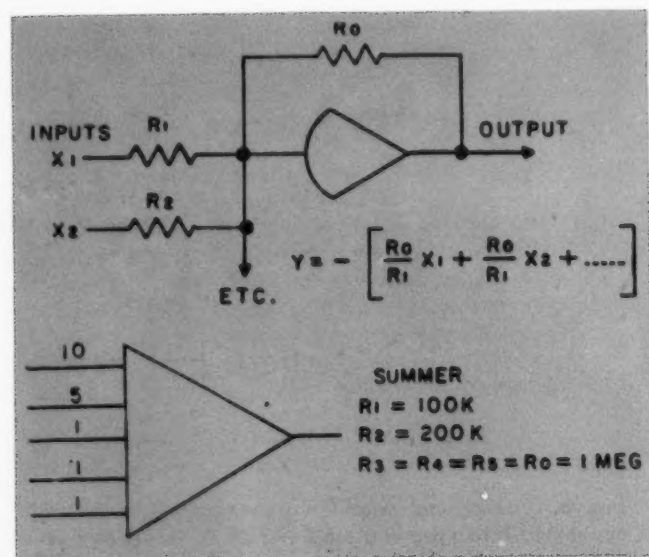 Ro
INPUTS R1 OUTPUT
X1
R2
X2
Y = - [ Ro/R1 X1 + Ro/R1 X2 + ..... ]
ETC.
10
5
1
1
1
SUMMER
R1 = 100K
R2 = 200K
R3 = R4 = R5 = Ro = 1 MEG